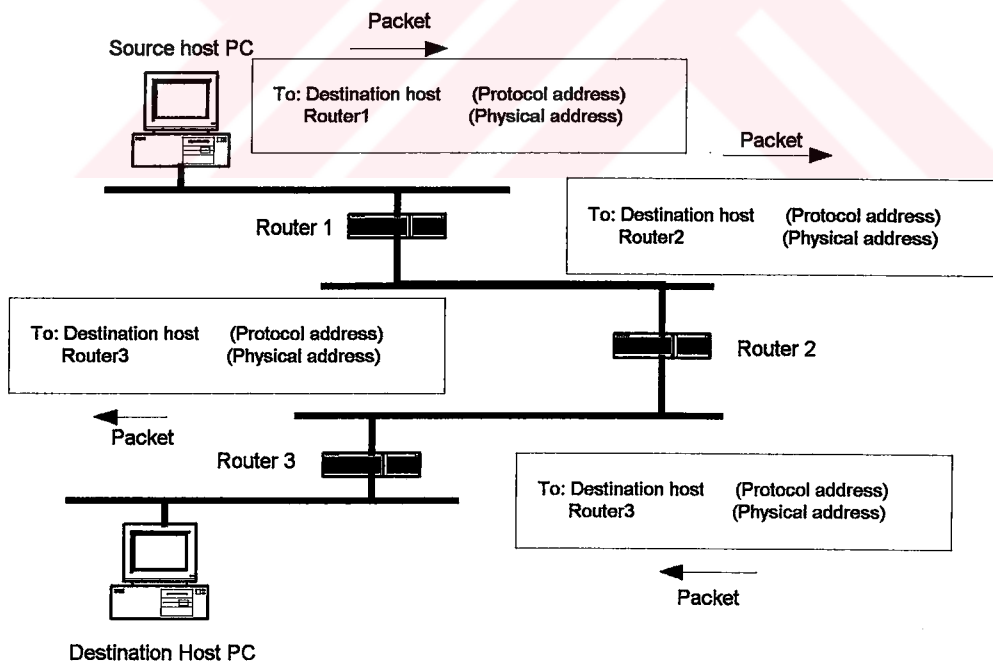 Packet
Source host PC
To: Destination host (Protocol address)
Router1 (Physical address)
Packet
To: Destination host (Protocol address)
Router2 (Physical address)
Router 1
To: Destination host (Protocol address)
Router3 (Physical address)
Router 2
Packet
Router 3
To: Destination host (Protocol address)
Router3 (Physical address)
Packet
Destination Host PC